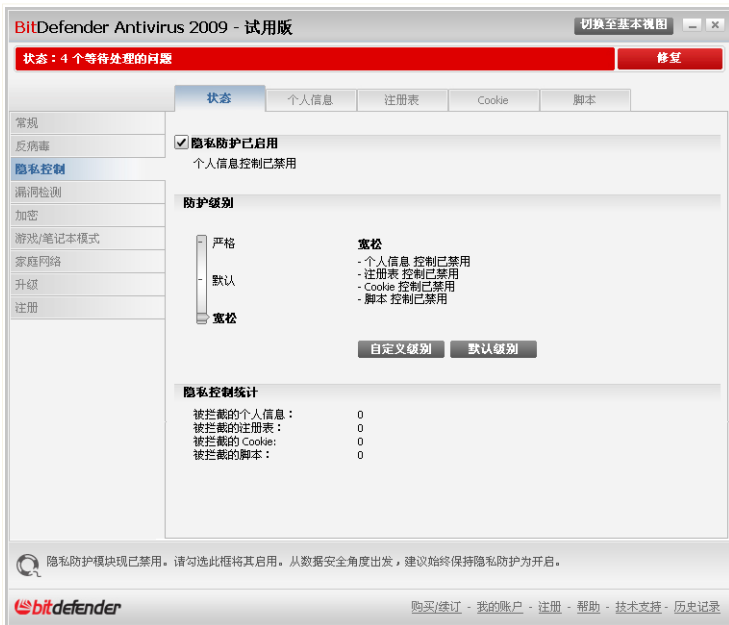 BitDefender Antivirus 2009 - 试用版
切换至基本视图
状态：4 个等待处理的问题
修复
状态
个人信息
注册表
Cookie
脚本
常规
反病毒
隐私控制
漏洞检测
加密
游戏/笔记本模式
家庭网络
升级
注册
隐私防护已启用
个人信息控制已禁用
防护级别
严格
默认
宽松
宽松
- 个人信息 控制已禁用
- 注册表 控制已禁用
- Cookie 控制已禁用
- 脚本 控制已禁用
自定义级别
默认级别
隐私控制统计
被拦截的个人信息： 0
被拦截的注册表： 0
被拦截的 Cookie: 0
被拦截的脚本： 0
隐私防护模块现已禁用。请勾选此框将其启用。从数据安全角度出发，建议始终保持隐私防护为开启。
bitdefender
购买/续订 - 我的账户 - 注册 - 帮助 - 技术支持 - 历史记录